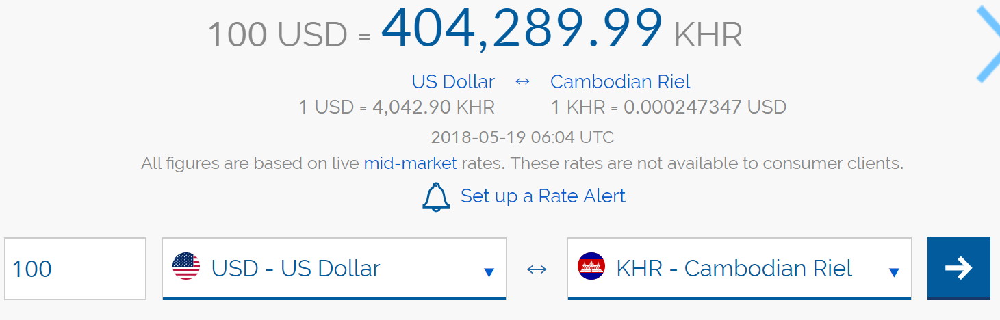 100 USD = 404,289.99 KHR
US Dollar ↔ Cambodian Riel
1 USD = 4,042.90 KHR 1 KHR = 0.000247347 USD
2018-05-19 06:04 UTC
All figures are based on live mid-market rates. These rates are not available to consumer clients.
Set up a Rate Alert
100 USD - US Dollar ↔ KHR - Cambodian Riel